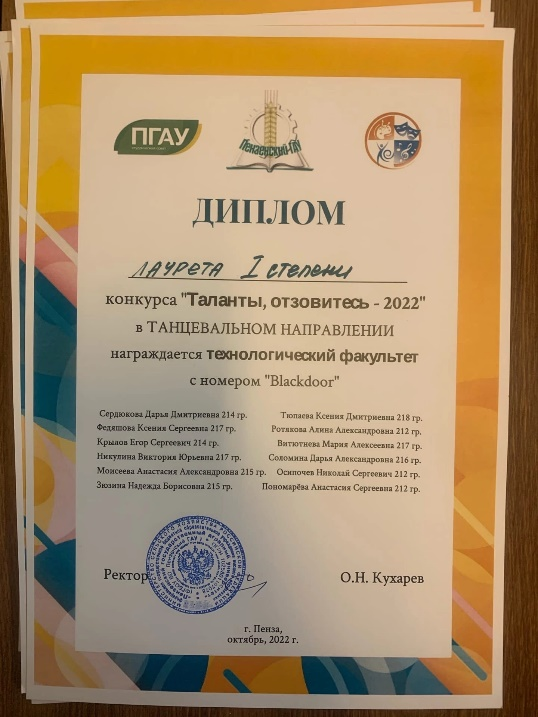 ПГАУ
Пензенский ГАУ
ДИПЛОМ
ЛАУРЕТА I степени
конкурса "Таланты, отзовитесь - 2022"
в ТАНЦЕВАЛЬНОМ НАПРАВЛЕНИИ
награждается технологический факультет
с номером "Blackdoor"
Сердюкова Дарья Дмитриевна 214 гр.
Федяшова Ксения Сергеевна 217 гр.
Крылов Егор Сергеевич 214 гр.
Никулина Виктория Юрьевна 217 гр.
Моисеева Анастасия Александровна 215 гр.
Зюзина Надежда Борисовна 215 гр.
Тюпаева Ксения Дмитриевна 218 гр.
Ротякова Алина Александровна 212 гр.
Витютнева Мария Алексеевна 217 гр.
Соломина Дарья Александровна 216 гр.
Осипочев Николай Сергеевич 212 гр.
Пономарёва Анастасия Сергеевна 212 гр.
Ректор
О.Н. Кухарев
г. Пенза,
октябрь, 2022 г.